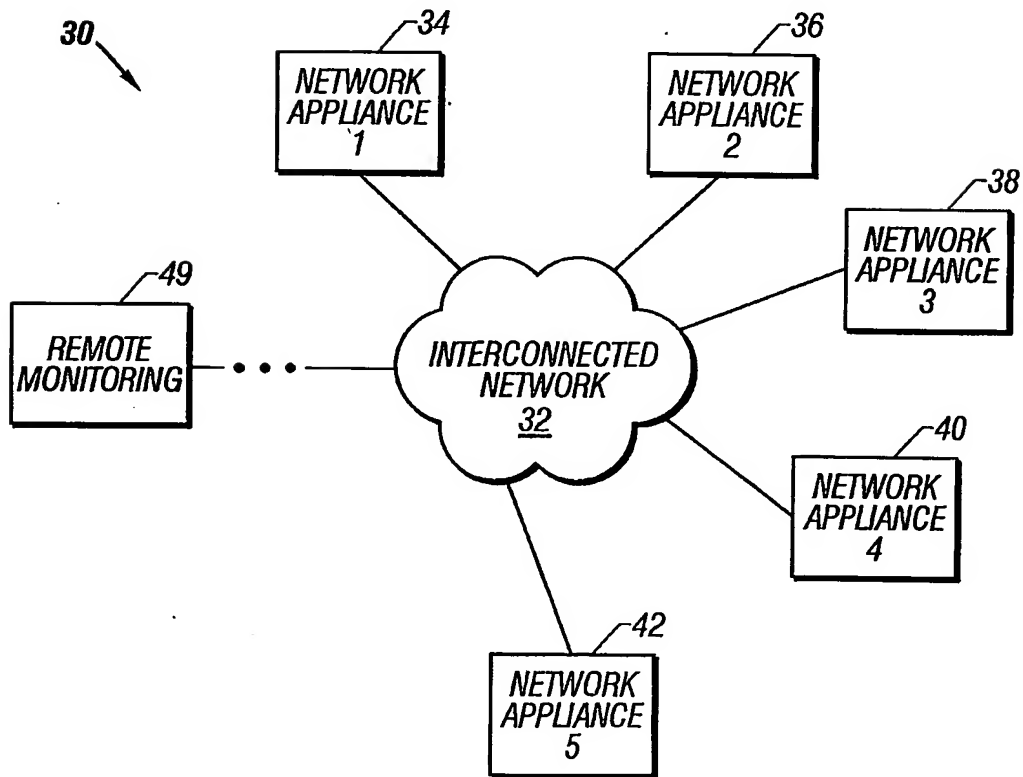 30
34
NETWORK
APPLIANCE
1
36
NETWORK
APPLIANCE
2
38
NETWORK
APPLIANCE
3
49
REMOTE
MONITORING
INTERCONNECTED
NETWORK
32
40
NETWORK
APPLIANCE
4
42
NETWORK
APPLIANCE
5